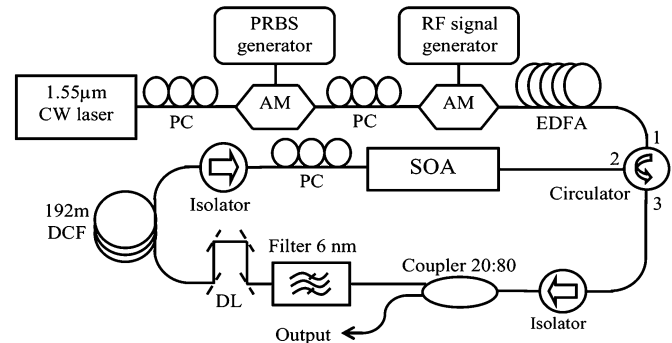 PRBS
generator
RF signal
generator
1.55µm
CW laser
PC
AM
PC
AM
EDFA
1
2
3
Circulator
Isolator
PC
SOA
192m
DCF
DL
Filter 6 nm
Coupler 20:80
Isolator
Output